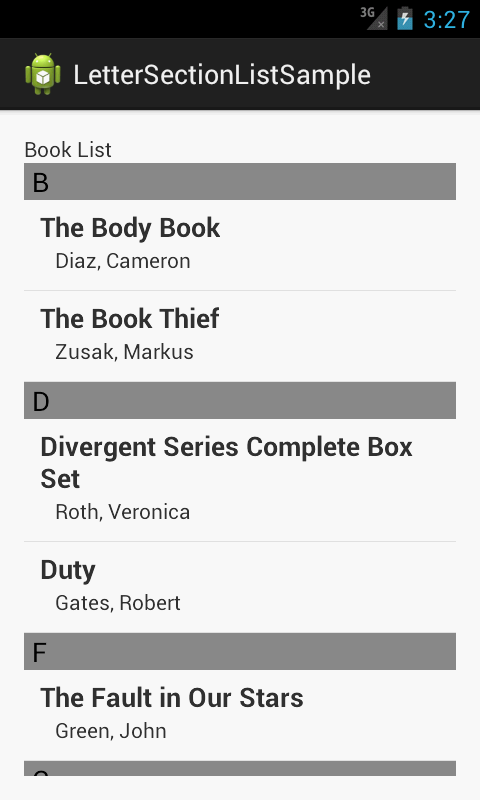 3G
3:27
LetterSectionListSample
Book List
B
The Body Book
Diaz, Cameron
The Book Thief
Zusak, Markus
D
Divergent Series Complete Box
Set
Roth, Veronica
Duty
Gates, Robert
F
The Fault in Our Stars
Green, John